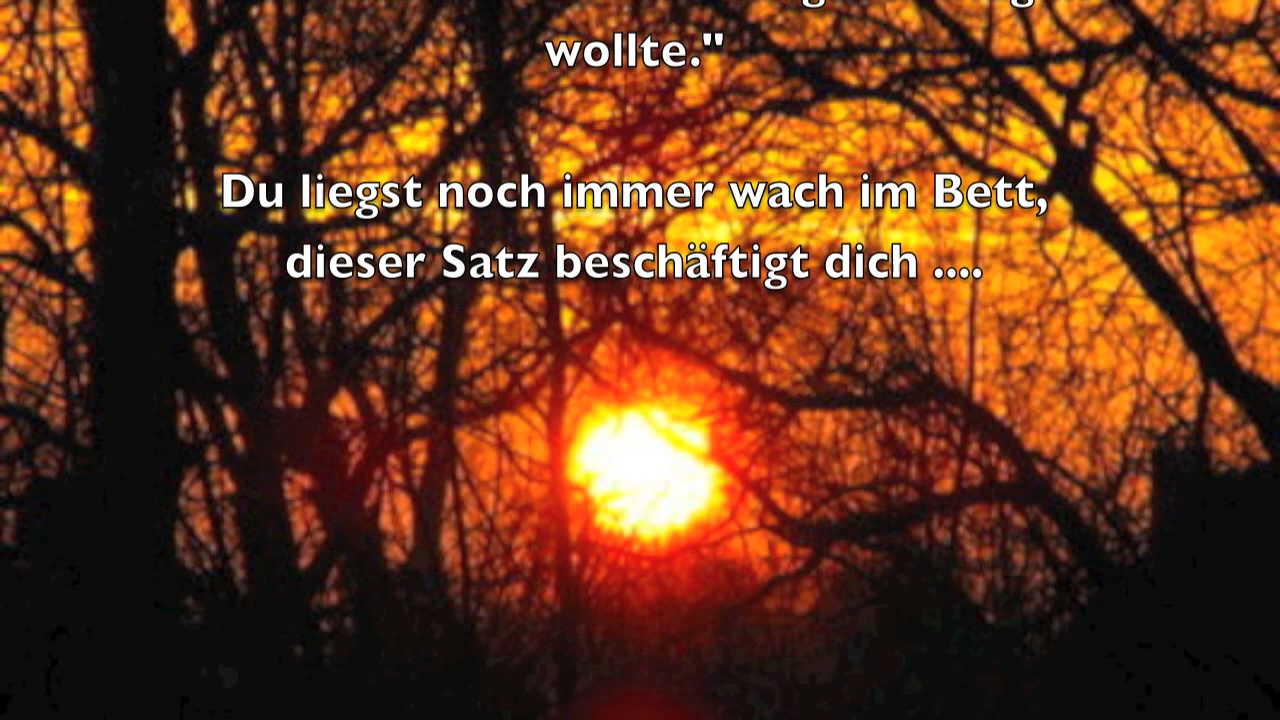 wollte."
Du liegst noch immer wach im Bett,
dieser Satz beschäftigt dich ....